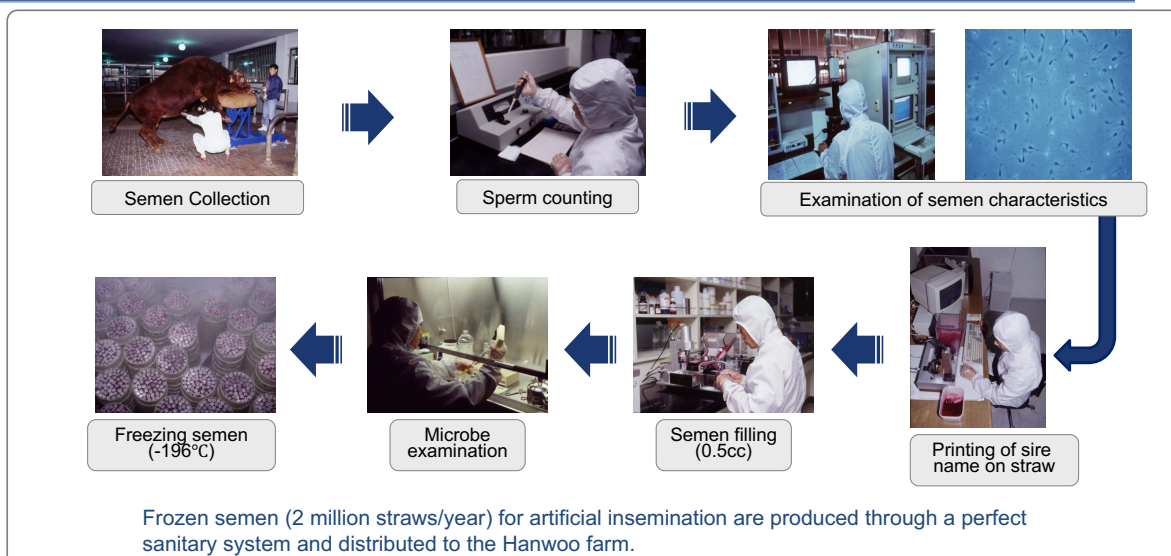 Semen Collection
Sperm counting
Examination of semen characteristics
Printing of sire
name on straw
Semen filling
(0.5cc)
Microbe
examination
Freezing semen
(-196℃)
Frozen semen (2 million straws/year) for artificial insemination are produced through a perfect
sanitary system and distributed to the Hanwoo farm.